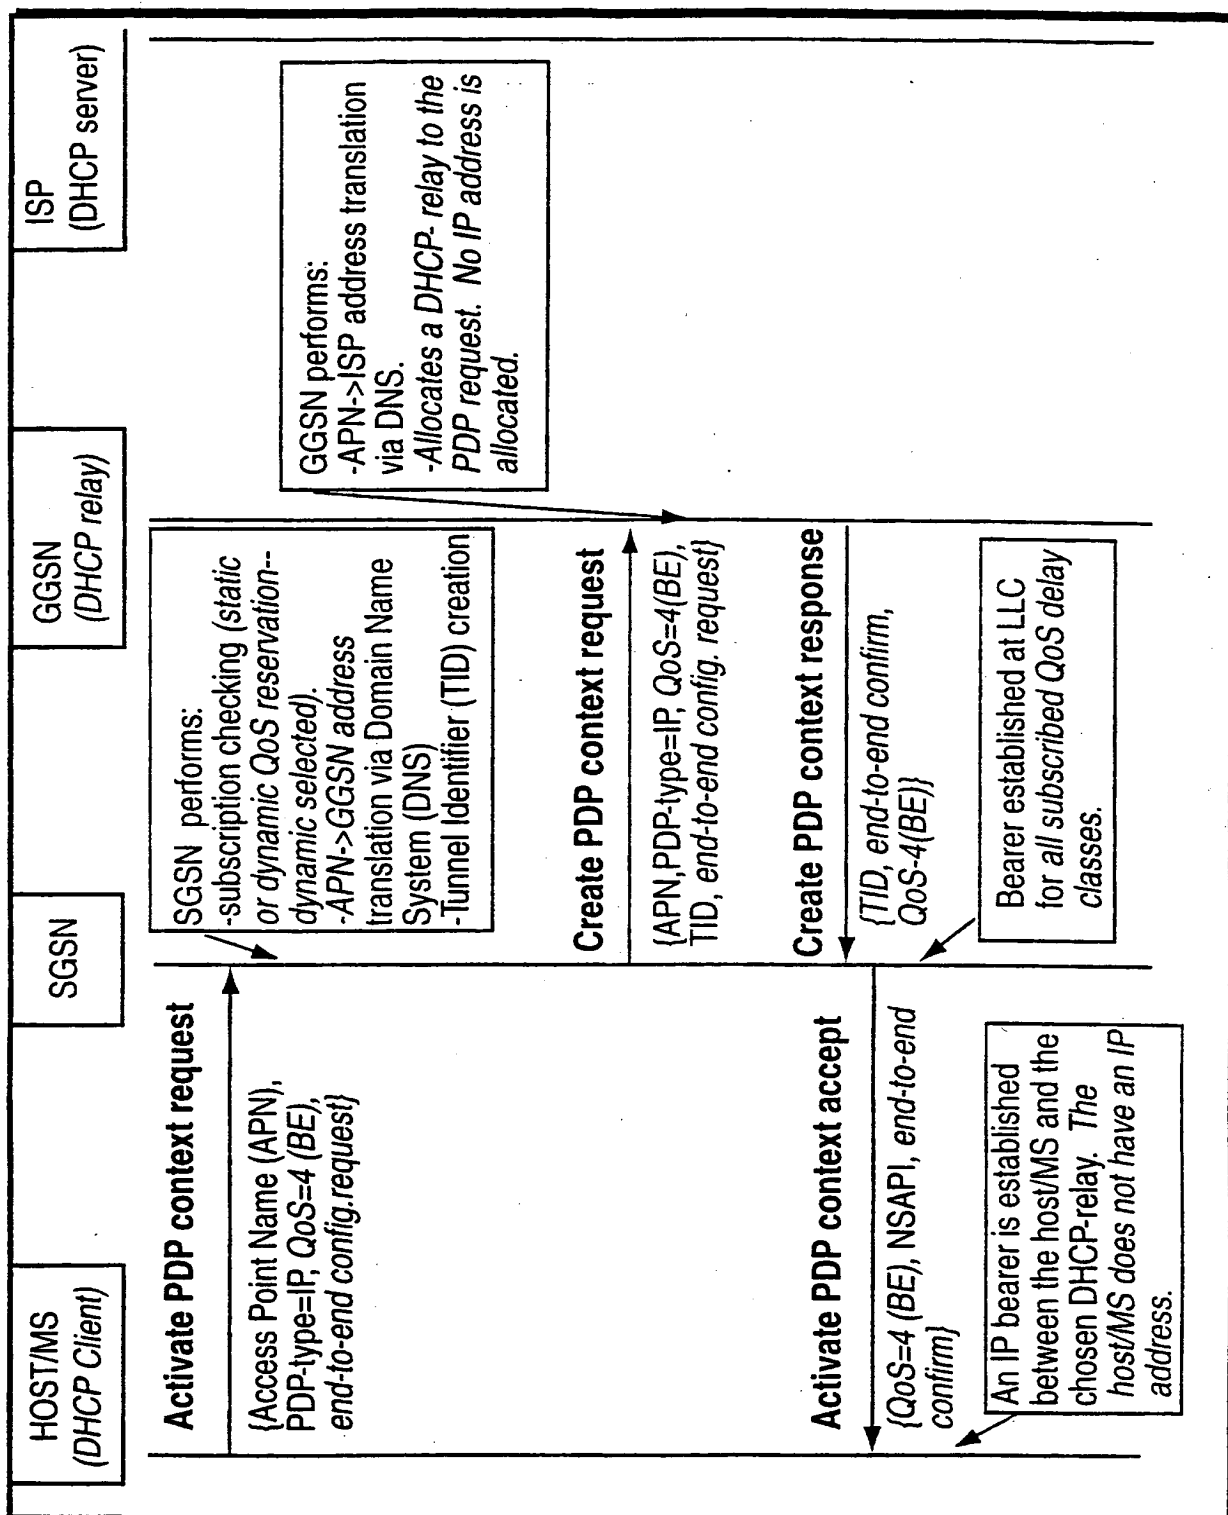 HOST/MS
(DHCP Client)
SGSN
GGSN
(DHCP relay)
ISP
(DHCP server)
Activate PDP context request
{Access Point Name (APN),
PDP-type=IP, QoS=4 (BE),
end-to-end config.request}
SGSN performs:
-subscription checking (static
or dynamic QoS reservation--
dynamic selected).
-APN->GGSN address
translation via Domain Name
System (DNS)
-Tunnel Identifier (TID) creation
Create PDP context request
{APN,PDP-type=IP, QoS=4(BE),
TID, end-to-end config. request}
GGSN performs:
-APN->ISP address translation
via DNS.
-Allocates a DHCP- relay to the
PDP request. No IP address is
allocated.
Create PDP context response
{TID, end-to-end confirm,
QoS-4(BE)}
Bearer established at LLC
for all subscribed QoS delay
classes.
Activate PDP context accept
{QoS=4 (BE), NSAPI, end-to-end
confirm}
An IP bearer is established
between the host/MS and the
chosen DHCP-relay. The
host/MS does not have an IP
address.